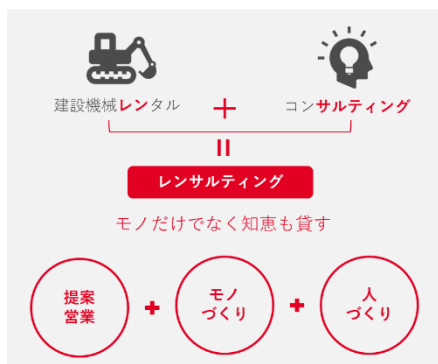 建設機械レンタル + コンサルティング
=
レンサルティング
モノだけでなく知恵も貸す
提案
営業
+
モノ
づくり
+
人
づくり